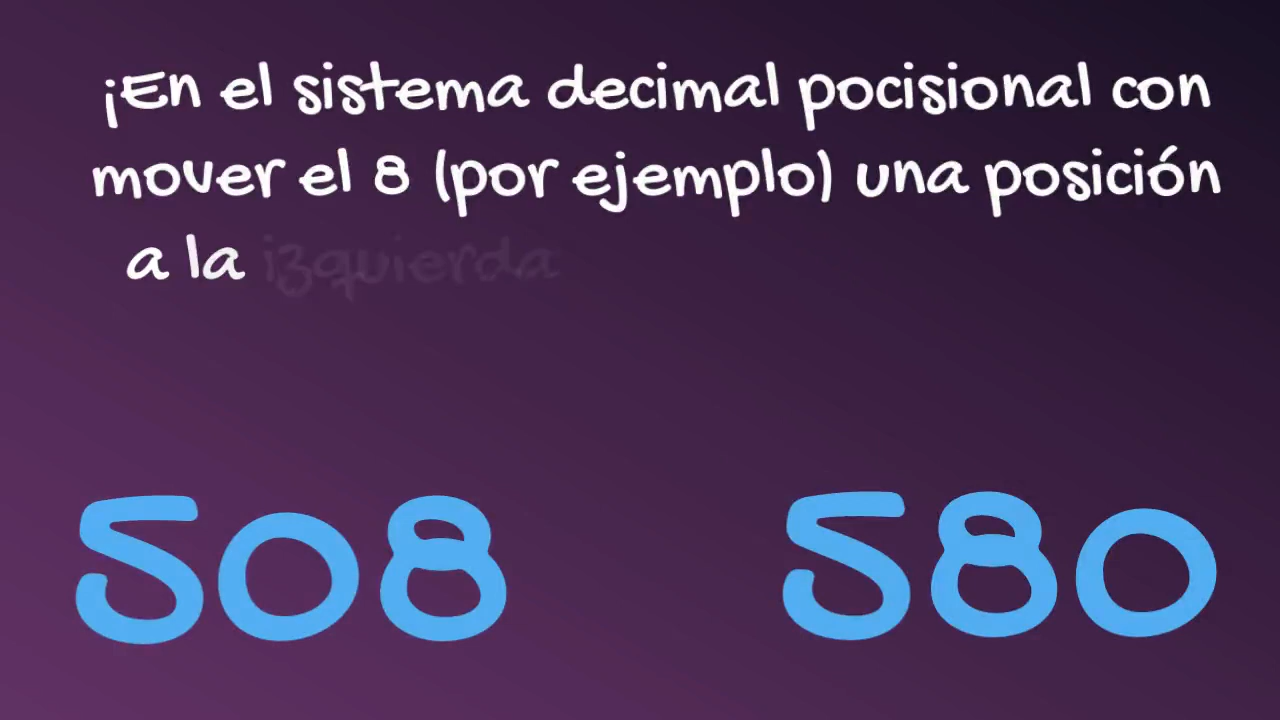 ¡En el sistema decimal pocisional con
mover el 8 (por ejemplo) una posición
a la izquierda
508 580